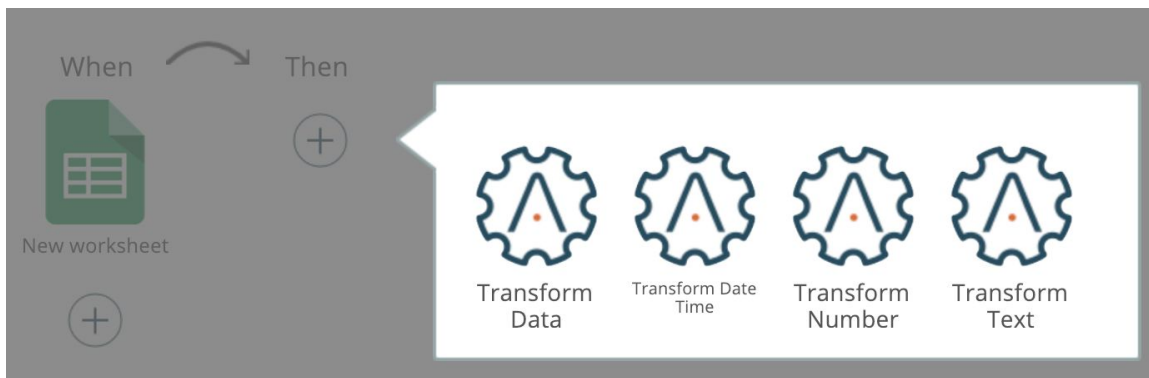 When
Then
New worksheet
Transform
Data
Transform Date
Time
Transform
Number
Transform
Text